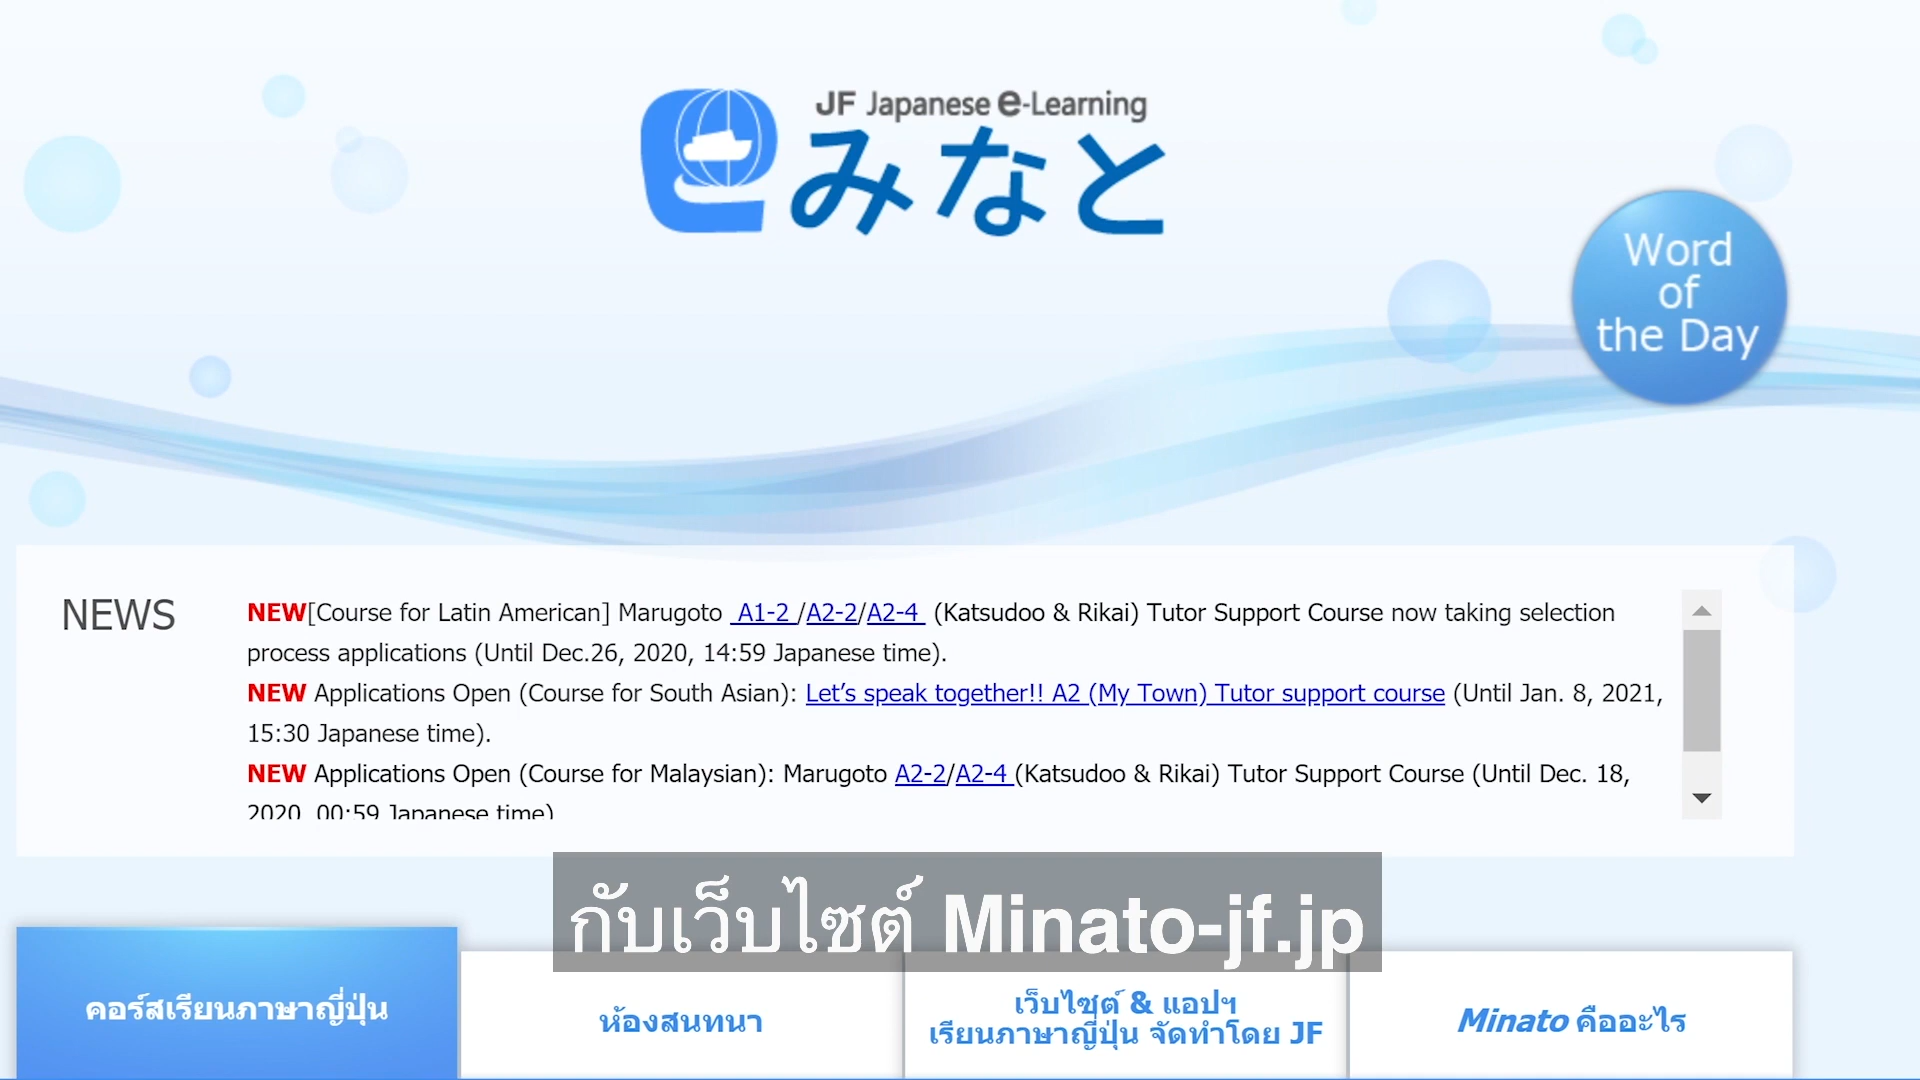 JF Japanese e-Learning
みなと
Word
of
the Day
NEWS
NEW[Course for Latin American] Marugoto A1-2 /A2-2/A2-4 (Katsudoo & Rikai) Tutor Support Course now taking selection
process applications (Until Dec.26, 2020, 14:59 Japanese time).
NEW Applications Open (Course for South Asian): Let’s speak together!! A2 (My Town) Tutor support course (Until Jan. 8, 2021,
15:30 Japanese time).
NEW Applications Open (Course for Malaysian): Marugoto A2-2/A2-4 (Katsudoo & Rikai) Tutor Support Course (Until Dec. 18,
2020, 00:59 Japanese time)
กับเว็บไซต์ Minato-jf.jp
คอร์สเรียนภาษาญี่ปุ่น
ห้องสนทนา
เว็บไซต์ & แอปฯ
เรียนภาษาญี่ปุ่น จัดทำโดย JF
Minato คืออะไร